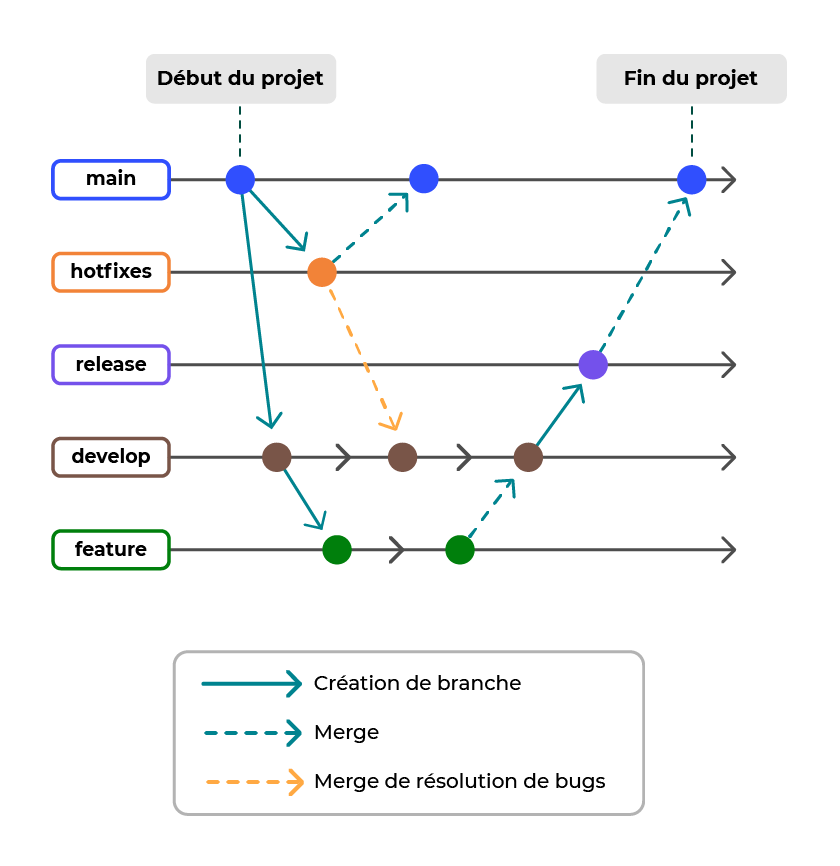 Début du projet
Fin du projet
main
hotfixes
release
develop
feature
Création de branche
Merge
Merge de résolution de bugs